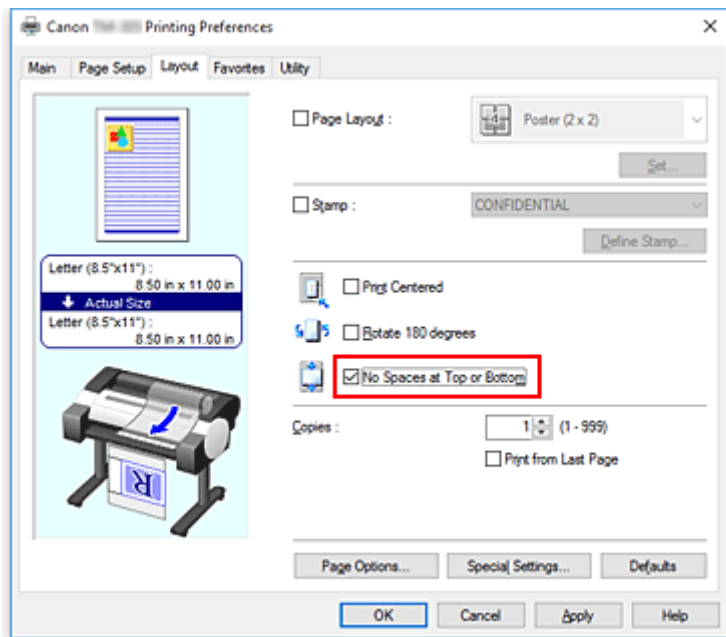 Canon Printing Preferences
Main Page Setup Layout Favorites Utility
Page Layout : Poster (2 x 2)
Set...
Stamp : CONFIDENTIAL
Define Stamp...
Letter (8.5"x11") :
8.50 in x 11.00 in
Actual Size
Letter (8.5"x11") :
8.50 in x 11.00 in
Print Centered
Rotate 180 degrees
No Spaces at Top or Bottom
Copies : 1 (1 - 999)
Print from Last Page
R
Page Options... Special Settings... Defaults
OK Cancel Apply Help